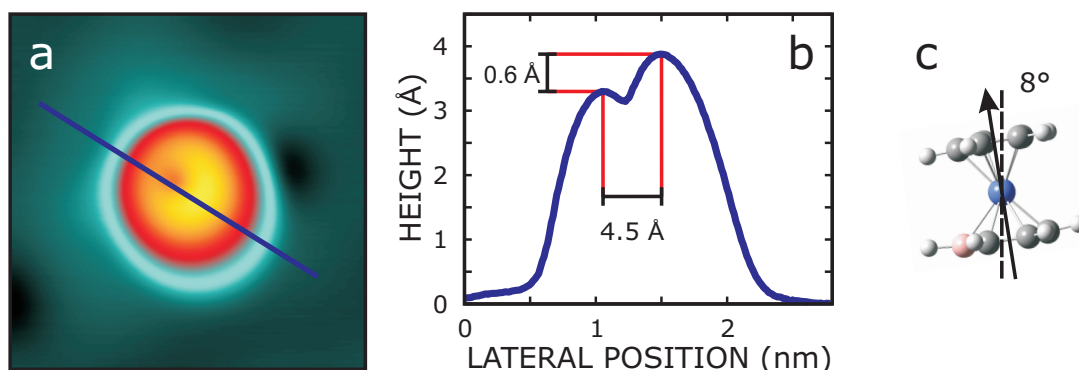 a
b
c
HEIGHT (Å)
4
3
2
1
0
0.6 Å
4.5 Å
0
1
2
LATERAL POSITION (nm)
8°